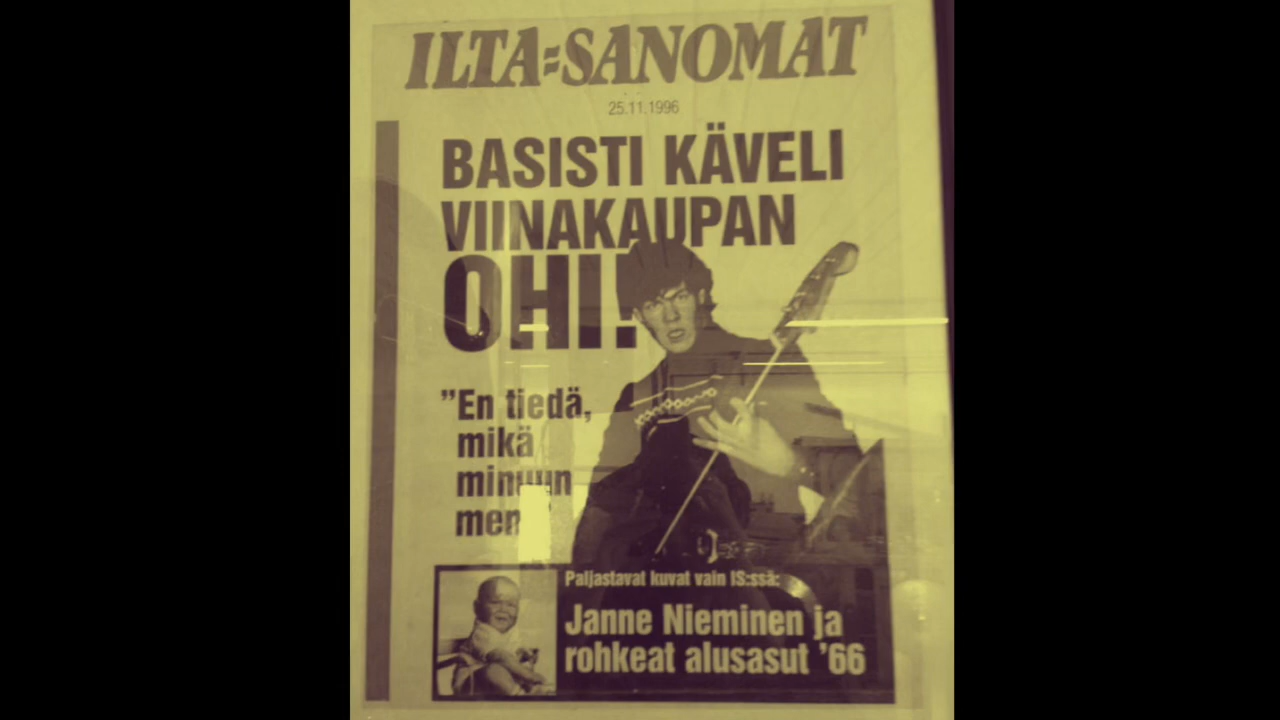 ILTA=SANOMAT
25.11.1996
BASISTI KÄVELI
VIINAKAUPAN
OHI!
"En tiedä,
mikä
minuun
Paljastavat kuvat vain IS:ssä:
Janne Nieminen ja
rohkeat alusasut '66